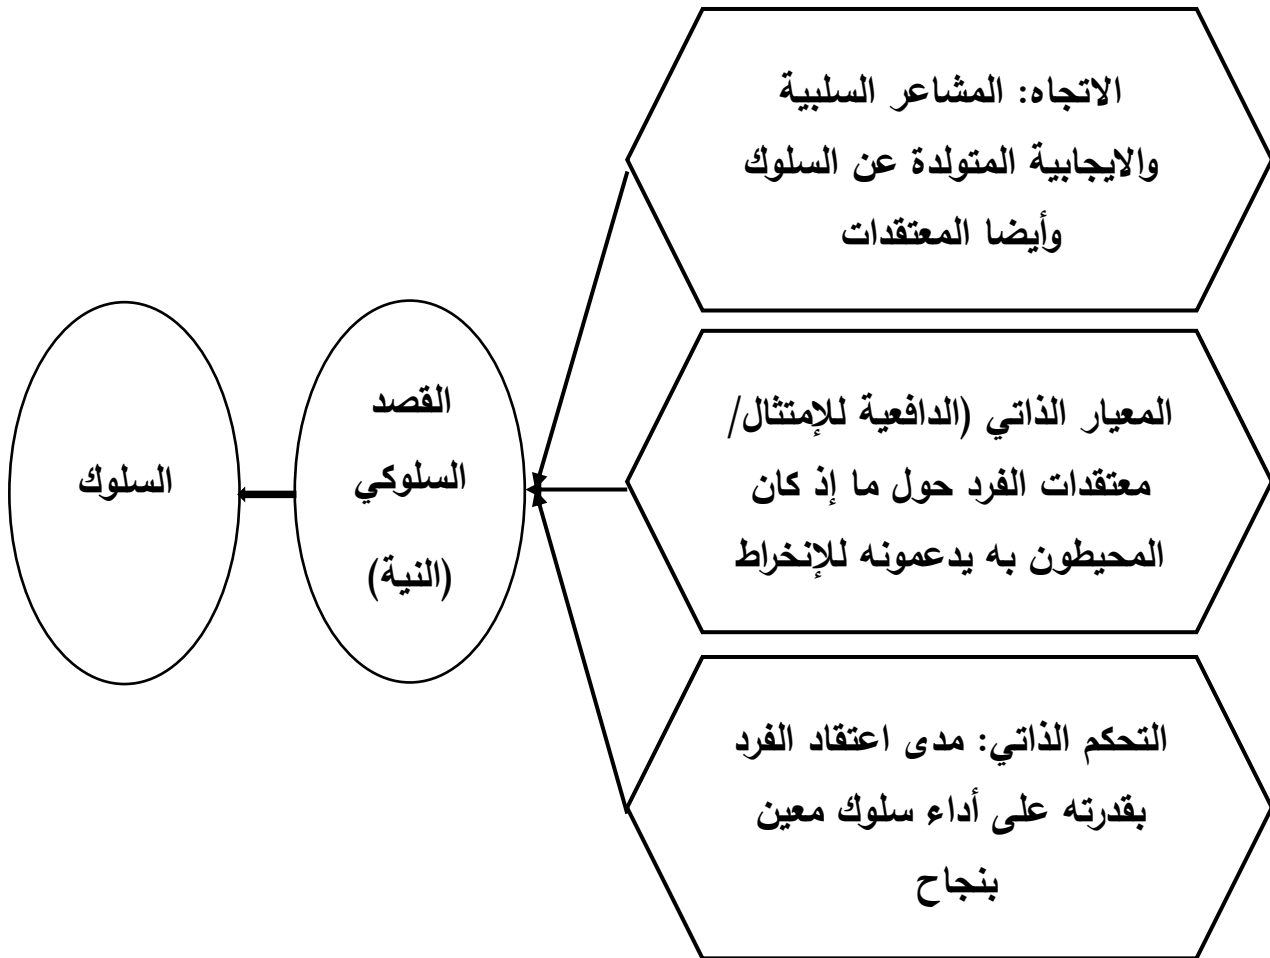 الاتجاه: المشاعر السلبية
والايجابية المتولدة عن السلوك
وأيضا المعتقدات
المعيار الذاتي (الدافعية للإمتثال/
معتقدات الفرد حول ما إذ كان
المحيطون به يدعمونه للإنخراط
التحكم الذاتي: مدى اعتقاد الفرد
بقدرته على أداء سلوك معين
بنجاح
القصد
السلوكي
(النية)
السلوك